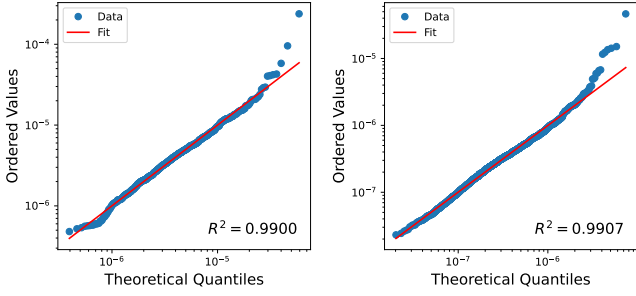 Data
Fit
10^{-4}
10^{-5}
10^{-6}
Ordered Values
R^2 = 0.9900
10^{-6}
10^{-5}
Theoretical Quantiles
Data
Fit
10^{-5}
10^{-6}
10^{-7}
Ordered Values
R^2 = 0.9907
10^{-7}
10^{-6}
Theoretical Quantiles